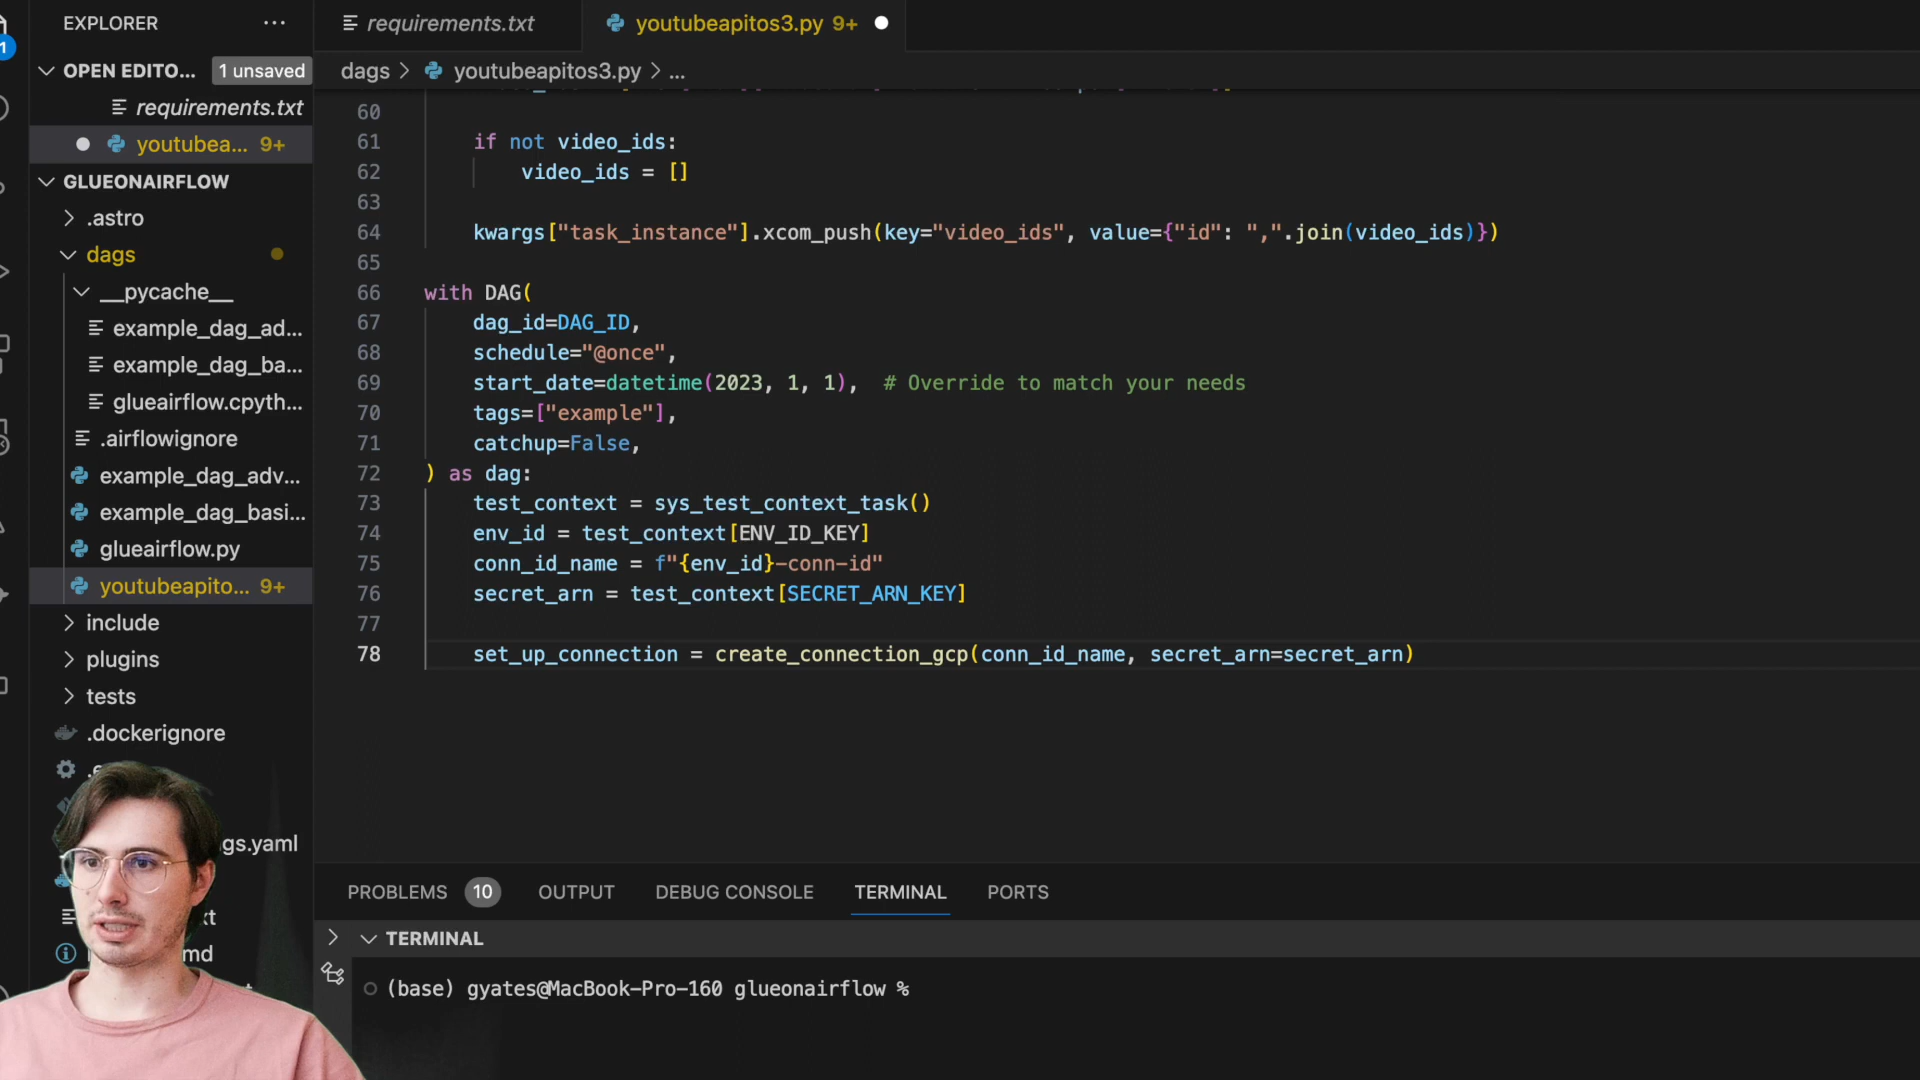 EXPLORER
requirements.txt
youtubeapitos3.py 9+
1
OPEN EDITO... 1 unsaved
requirements.txt
youtubea... 9+
GLUEONAIRFLOW
.astro
dags
__pycache__
example_dag_ad...
example_dag_ba...
glueairflow.cpyth...
.airflowignore
example_dag_adv...
example_dag_basi...
glueairflow.py
youtubeapito... 9+
include
plugins
tests
.dockerignore
gs.yaml
dags > youtubeapitos3.py > ...
60
61 if not video_ids:
62 video_ids = []
63
64 kwargs["task_instance"].xcom_push(key="video_ids", value={"id": ",".join(video_ids)})
65
66 with DAG(
67 dag_id=DAG_ID,
68 schedule="@once",
69 start_date=datetime(2023, 1, 1), # Override to match your needs
70 tags=["example"],
71 catchup=False,
72 ) as dag:
73 test_context = sys_test_context_task()
74 env_id = test_context[ENV_ID_KEY]
75 conn_id_name = f"{env_id}-conn-id"
76 secret_arn = test_context[SECRET_ARN_KEY]
77
78 set_up_connection = create_connection_gcp(conn_id_name, secret_arn=secret_arn)
PROBLEMS 10 OUTPUT DEBUG CONSOLE TERMINAL PORTS
TERMINAL
(base) gyates@MacBook-Pro-160 glueonairflow %